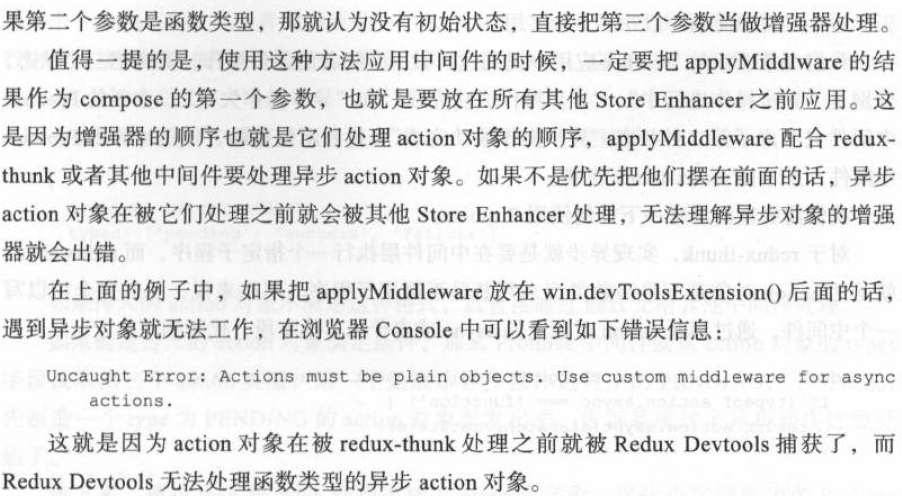 果第二个参数是函数类型，那就认为没有初始状态，直接把第二个参数当做增强器处理。
值得一提的是，使用这种方法应用中间件的时候，一定要把 applyMiddlware 的结
果作为 compose 的第一个参数，也就是要放在所有其他 Store Enhancer 之前应用。这
是因为增强器的顺序也就是它们处理 action 对象的顺序，applyMiddleware 配合 redux-
thunk 或者其他中间件要处理异步 action 对象。如果不是优先把他们摆在前面的话，异步
action 对象在被它们处理之前就会被其他 Store Enhancer 处理，无法理解异步对象的增强
器就会出错。
在上面的例子中，如果把 applyMiddleware 放在 win.devToolsExtension() 后面的话，
遇到异步对象就无法工作，在浏览器 Console 中可以看到如下错误信息：
Uncaught Error: Actions must be plain objects. Use custom middleware for async
actions.
这就是因为 action 对象在被 redux-thunk 处理之前就被 Redux Devtools 捕获了，而
Redux Devtools 无法处理函数类型的异步 action 对象。